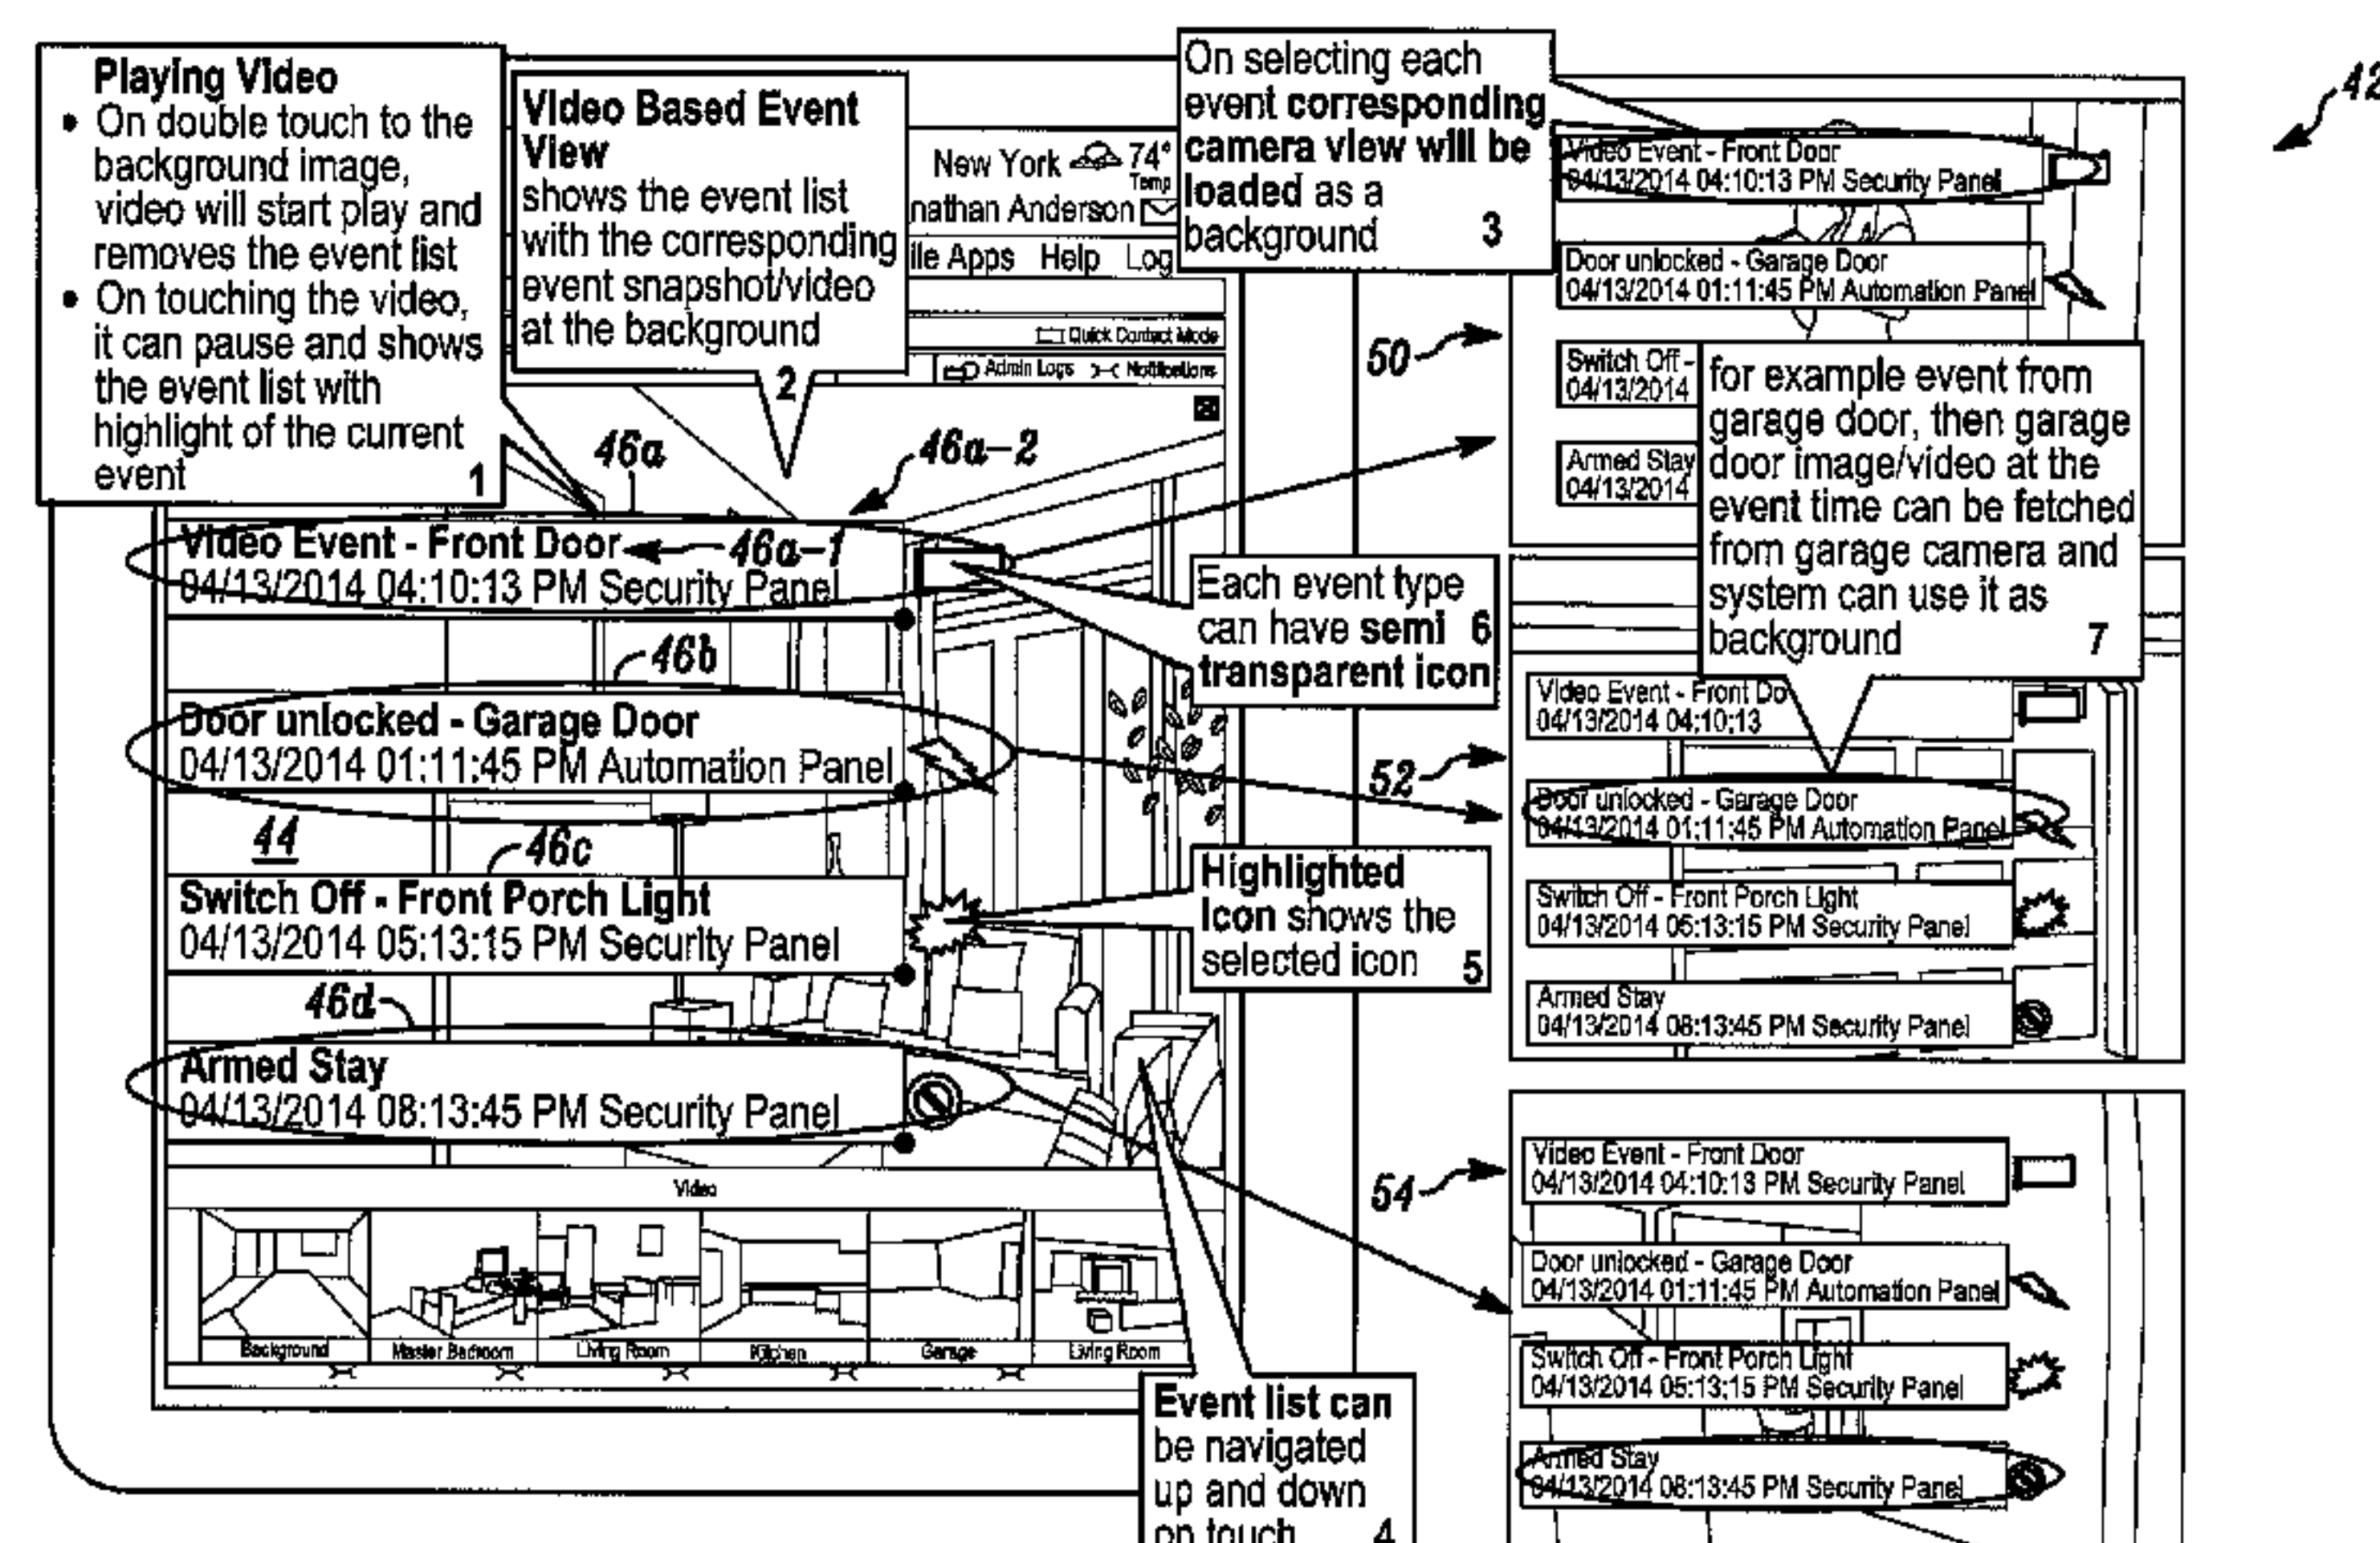 Playing Video
• On double touch to the
background image,
video will start play and
removes the event list
• On touching the video,
it can pause and shows
the event list with
highlight of the current
event 1
Video Based Event
View
shows the event list
with the corresponding
event snapshot/video
at the background
2
New York 74°
Temp
nathan Anderson
ile Apps Help Log
Quick Contact Mode
Admin Logs Notifications
On selecting each
event corresponding
camera view will be
loaded as a
background 3
42
46a
46a-2
Video Event - Front Door 46a-1
04/13/2014 04:10:13 PM Security Panel
46b
Door unlocked - Garage Door
04/13/2014 01:11:45 PM Automation Panel
44
46c
Switch Off - Front Porch Light
04/13/2014 05:13:15 PM Security Panel
46d
Armed Stay
04/13/2014 08:13:45 PM Security Panel
Video
Background Master Bedroom Living Room Kitchen Garage Living Room
Each event type
can have semi 6
transparent icon
Highlighted
Icon shows the
selected icon 5
Event list can
be navigated
up and down
on touch 4
50
Video Event - Front Door
04/13/2014 04:10:13 PM Security Panel
Door unlocked - Garage Door
04/13/2014 01:11:45 PM Automation Panel
Switch Off -
04/13/2014
Armed Stay
04/13/2014
for example event from
garage door, then garage
door image/video at the
event time can be fetched
from garage camera and
system can use it as
background 7
52
Video Event - Front Do
04/13/2014 04:10:13
Door unlocked - Garage Door
04/13/2014 01:11:45 PM Automation Panel
Switch Off - Front Porch Light
04/13/2014 05:13:15 PM Security Panel
Armed Stay
04/13/2014 08:13:45 PM Security Panel
54
Video Event - Front Door
04/13/2014 04:10:13 PM Security Panel
Door unlocked - Garage Door
04/13/2014 01:11:45 PM Automation Panel
Switch Off - Front Porch Light
04/13/2014 05:13:15 PM Security Panel
Armed Stay
04/13/2014 08:13:45 PM Security Panel